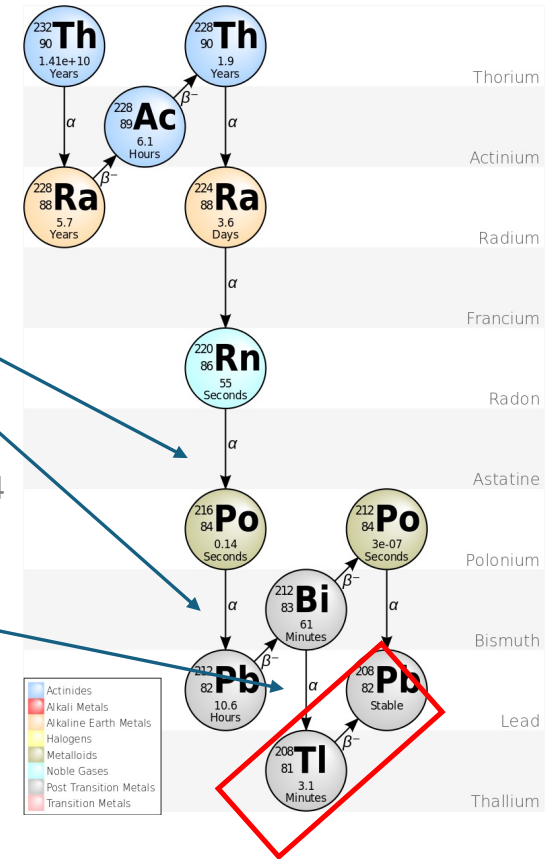 232
90 Th
1.41e+10
Years
228
90 Th
1.9
Years
Thorium
α
β−
228
89 Ac
6.1
Hours
α
Actinium
β−
228
88 Ra
5.7
Years
224
88 Ra
3.6
Days
Radium
α
Francium
220
86 Rn
55
Seconds
Radon
α
Astatine
4
216
84 Po
0.14
Seconds
212
84 Po
3e-07
Seconds
Polonium
α
β−
212
83 Bi
61
Minutes
α
Bismuth
β−
212
82 Pb
10.6
Hours
α
208
82 Pb
Stable
Lead
β−
208
81 Tl
3.1
Minutes
Thallium
Actinides
Alkali Metals
Alkaline Earth Metals
Halogens
Metalloids
Noble Gases
Post Transition Metals
Transition Metals